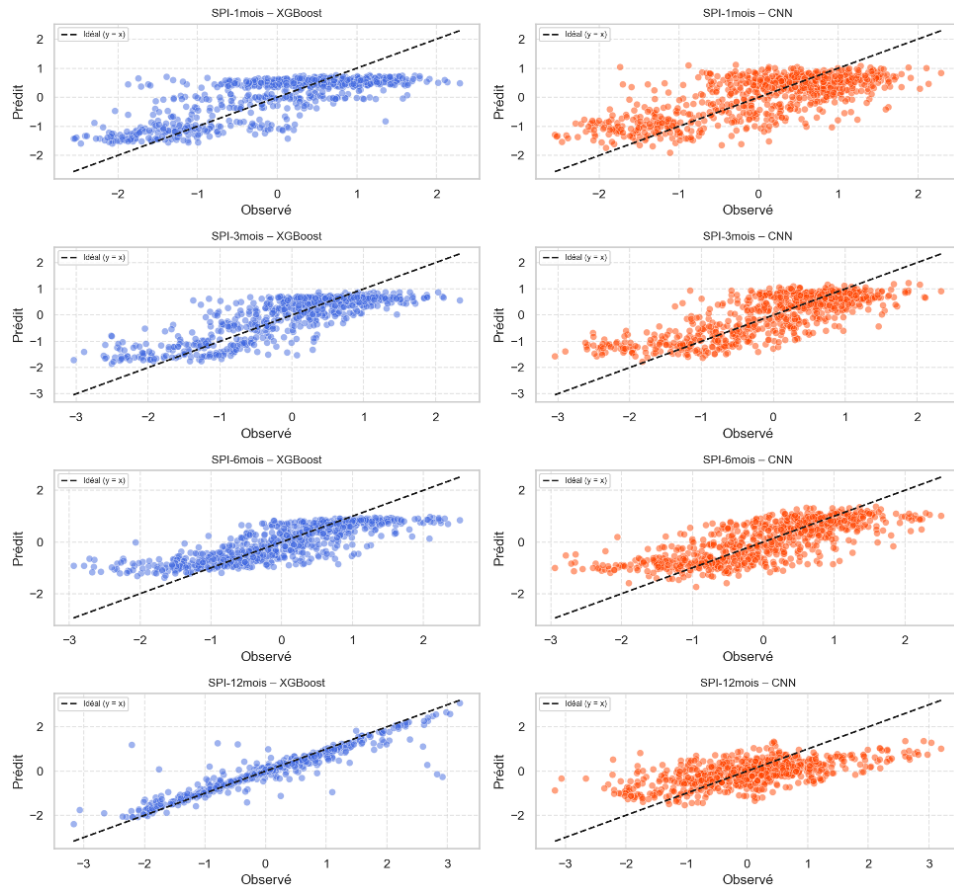 SPI-1mois – XGBoost
Idéal (y = x)
2
1
0
−1
−2
Prédit
−2
−1
0
1
2
Observé
SPI-1mois – CNN
Idéal (y = x)
2
1
0
−1
−2
Prédit
−2
−1
0
1
2
Observé
SPI-3mois – XGBoost
Idéal (y = x)
2
1
0
−1
−2
−3
Prédit
−3
−2
−1
0
1
2
Observé
SPI-3mois – CNN
Idéal (y = x)
2
1
0
−1
−2
−3
Prédit
−3
−2
−1
0
1
2
Observé
SPI-6mois – XGBoost
Idéal (y = x)
2
0
−2
Prédit
−3
−2
−1
0
1
2
Observé
SPI-6mois – CNN
Idéal (y = x)
2
0
−2
Prédit
−3
−2
−1
0
1
2
Observé
SPI-12mois – XGBoost
Idéal (y = x)
2
0
−2
Prédit
−3
−2
−1
0
1
2
3
Observé
SPI-12mois – CNN
Idéal (y = x)
2
0
−2
Prédit
−3
−2
−1
0
1
2
3
Observé